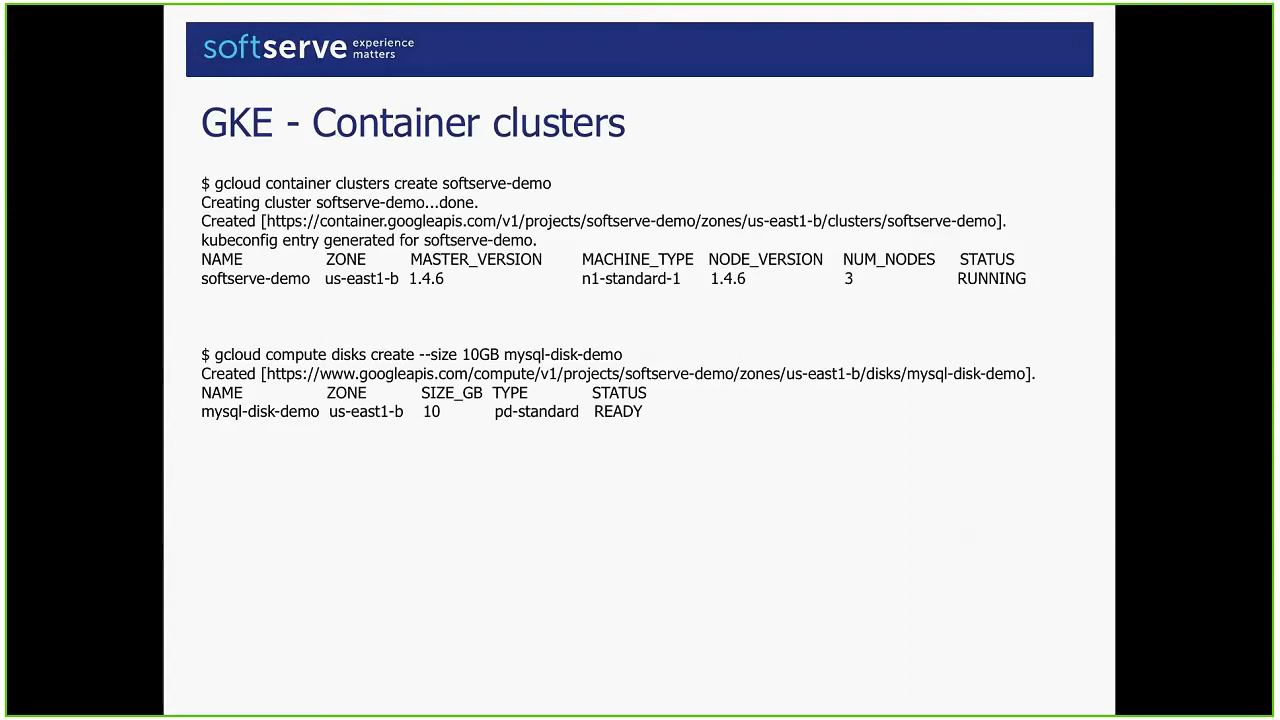 softserve experience matters
GKE - Container clusters
$ gcloud container clusters create softserve-demo
Creating cluster softserve-demo...done.
Created [https://container.googleapis.com/v1/projects/softserve-demo/zones/us-east1-b/clusters/softserve-demo].
kubeconfig entry generated for softserve-demo.
NAME ZONE MASTER_VERSION MACHINE_TYPE NODE_VERSION NUM_NODES STATUS
softserve-demo us-east1-b 1.4.6 n1-standard-1 1.4.6 3 RUNNING
$ gcloud compute disks create --size 10GB mysql-disk-demo
Created [https://www.googleapis.com/compute/v1/projects/softserve-demo/zones/us-east1-b/disks/mysql-disk-demo].
NAME ZONE SIZE_GB TYPE STATUS
mysql-disk-demo us-east1-b 10 pd-standard READY